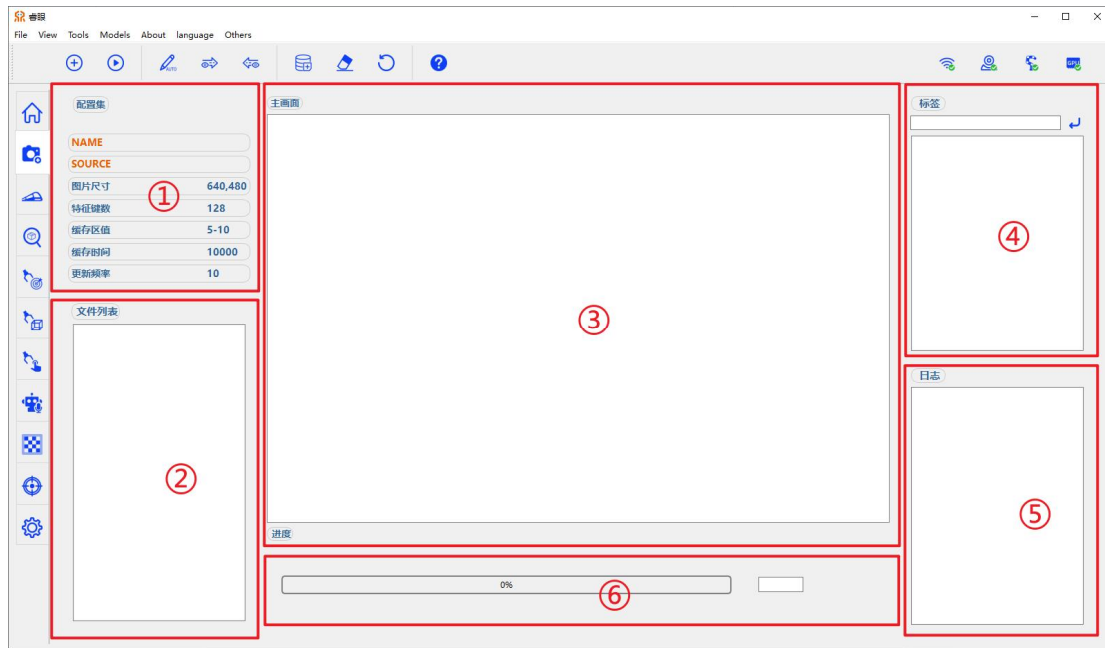 睿眼
File View Tools Models About language Others
AUTO
GPU
配置集
NAME
SOURCE
图片尺寸 640,480
特征键数 128
缓存区值 5-10
缓存时间 10000
更新频率 10
①
文件列表
②
主画面
③
进度
0%
⑥
标签
④
日志
⑤